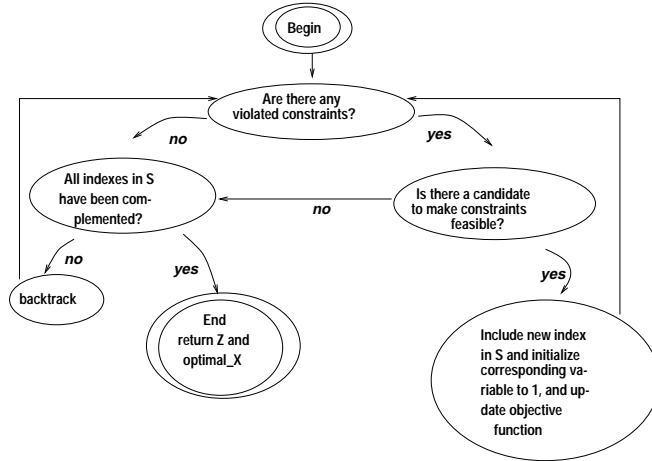 Begin
Are there any
violated constraints?
no
yes
All indexes in S
have been com-
plemented?
Is there a candidate
to make constraints
feasible?
no
no
yes
yes
backtrack
End
return Z and
optimal_X
Include new index
in S and initialize
corresponding va-
riable to 1, and up-
date objective
function